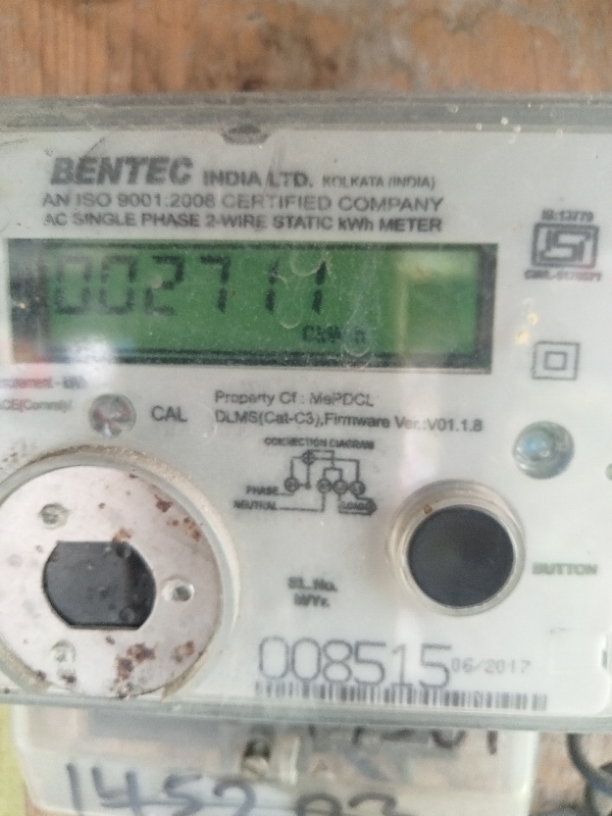 BENTEC INDIA LTD. KOLKATA (INDIA)
AN ISO 9001:2008 CERTIFIED COMPANY
AC SINGLE PHASE 2-WIRE STATIC kWh METER
IS:13779
002711
Property Of : MePDCL
CAL
DLMS(Cat-C3),Firmware Ver.:V01.1.8
CONNECTION DIAGRAM
PHASE
NEUTRAL
LOAD
BUTTON
SL.No.
M/Yr.
008515 06/2017
1452